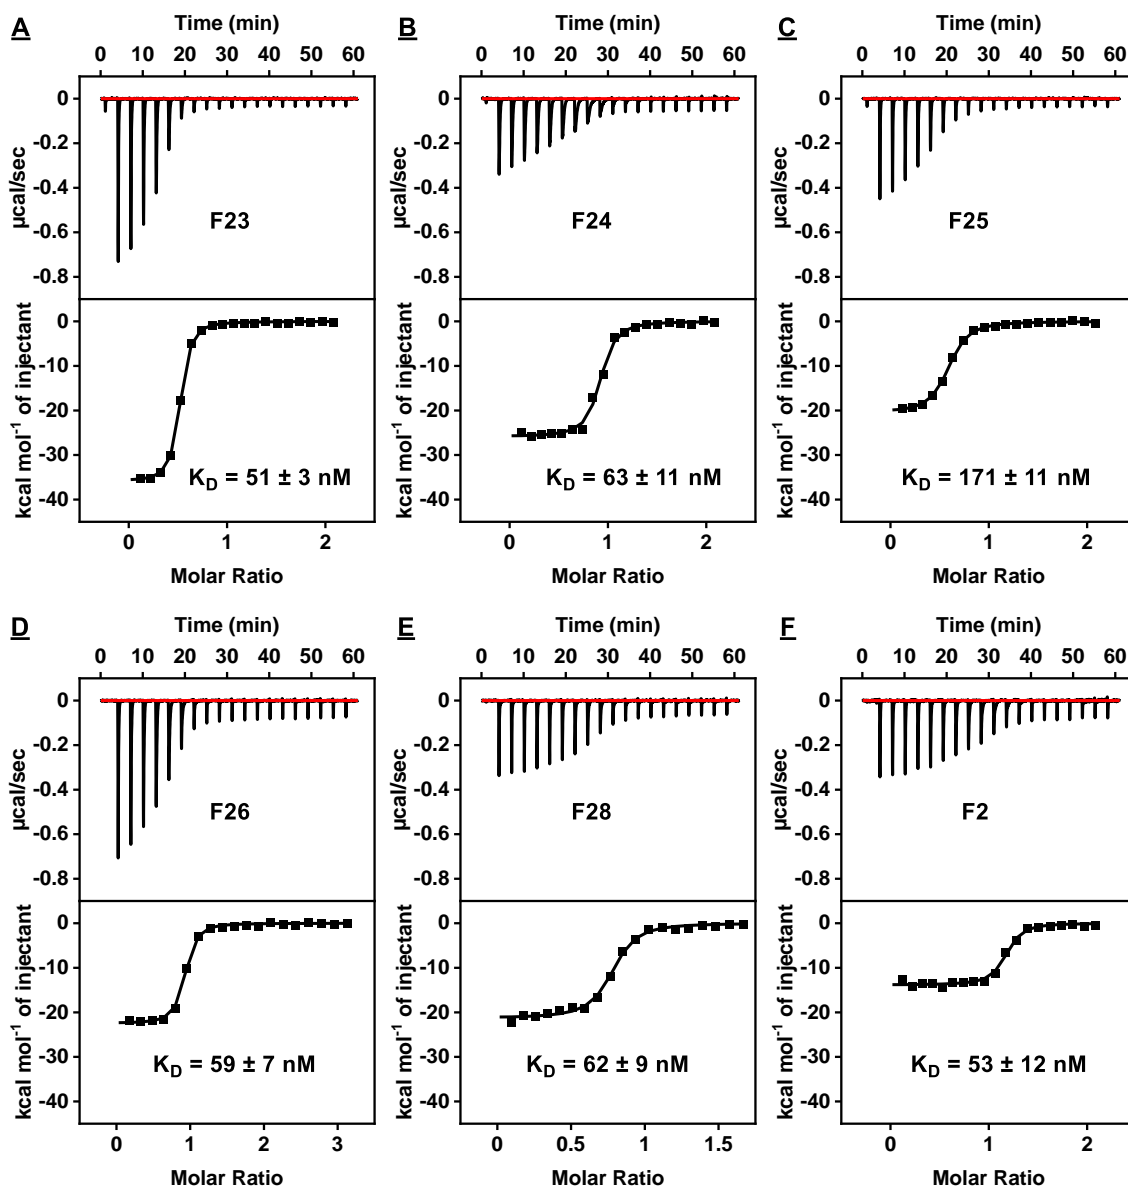 A
Time (min)
0 10 20 30 40 50 60
µcal/sec
0
-0.2
-0.4
-0.6
-0.8
F23
kcal mol-1 of injectant
0
-10
-20
-30
-40
KD = 51 ± 3 nM
0 1 2
Molar Ratio
B
Time (min)
0 10 20 30 40 50 60
µcal/sec
0
-0.2
-0.4
-0.6
-0.8
F24
kcal mol-1 of injectant
0
-10
-20
-30
-40
KD = 63 ± 11 nM
0 1 2
Molar Ratio
C
Time (min)
0 10 20 30 40 50 60
µcal/sec
0
-0.2
-0.4
-0.6
-0.8
F25
kcal mol-1 of injectant
0
-10
-20
-30
-40
KD = 171 ± 11 nM
0 1 2
Molar Ratio
D
Time (min)
0 10 20 30 40 50 60
µcal/sec
0
-0.2
-0.4
-0.6
-0.8
F26
kcal mol-1 of injectant
0
-10
-20
-30
-40
KD = 59 ± 7 nM
0 1 2 3
Molar Ratio
E
Time (min)
0 10 20 30 40 50 60
µcal/sec
0
-0.2
-0.4
-0.6
-0.8
F28
kcal mol-1 of injectant
0
-10
-20
-30
-40
KD = 62 ± 9 nM
0 0.5 1 1.5
Molar Ratio
F
Time (min)
0 10 20 30 40 50 60
µcal/sec
0
-0.2
-0.4
-0.6
-0.8
F2
kcal mol-1 of injectant
0
-10
-20
-30
-40
KD = 53 ± 12 nM
0 1 2
Molar Ratio